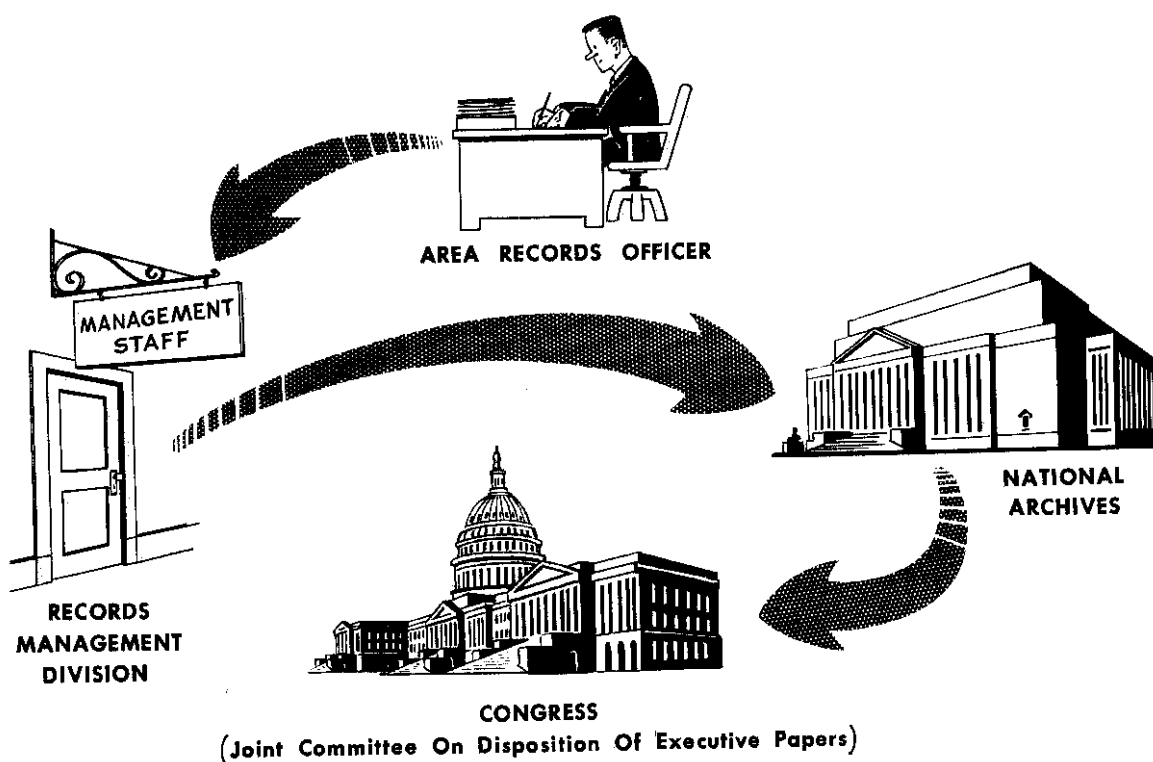 AREA RECORDS OFFICER
MANAGEMENT
STAFF
NATIONAL
ARCHIVES
RECORDS
MANAGEMENT
DIVISION
CONGRESS
(Joint Committee On Disposition Of Executive Papers)